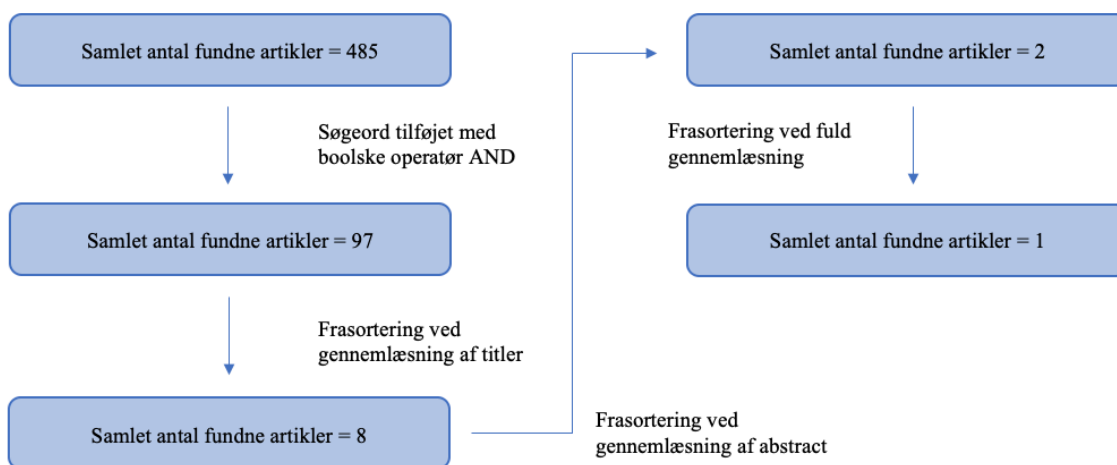 Samlet antal fundne artikler = 485
Søgeord tilføjet med
boolske operatør AND
Samlet antal fundne artikler = 97
Frasortering ved
gennemlæsning af titler
Samlet antal fundne artikler = 8
Frasortering ved
gennemlæsning af abstract
Samlet antal fundne artikler = 2
Frasortering ved fuld
gennemlæsning
Samlet antal fundne artikler = 1